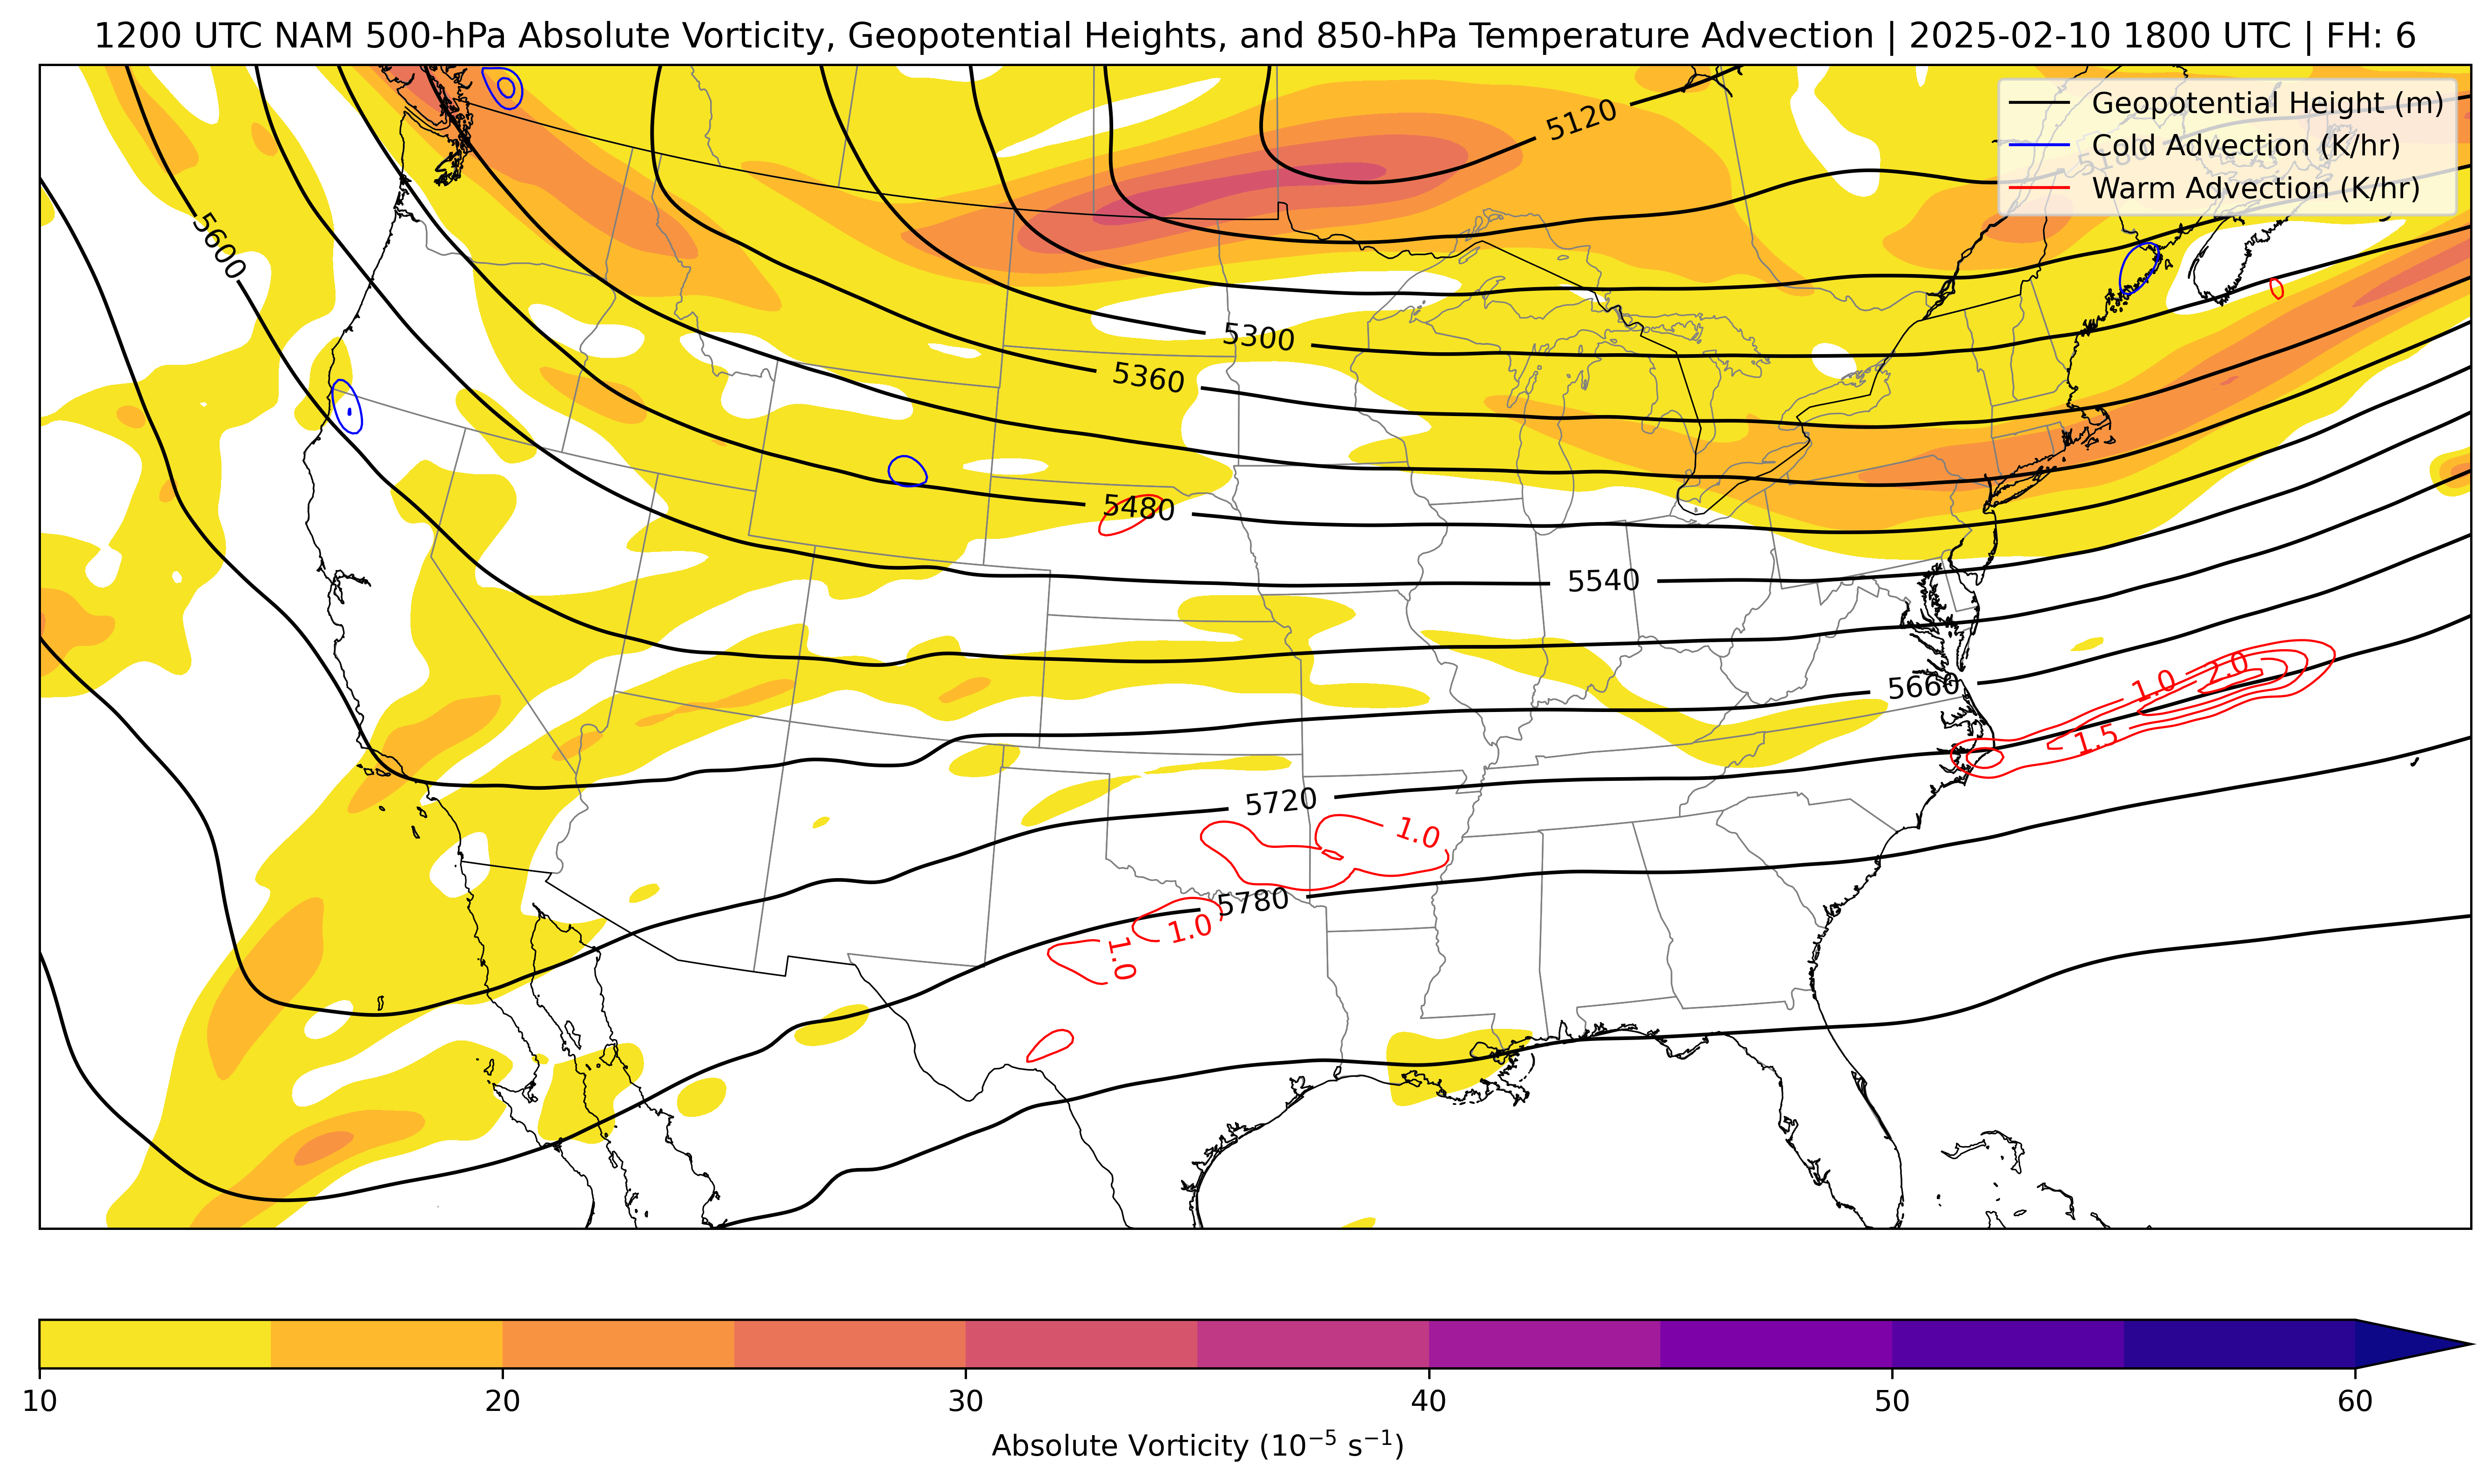 1200 UTC NAM 500-hPa Absolute Vorticity, Geopotential Heights, and 850-hPa Temperature Advection | 2025-02-10 1800 UTC | FH: 6
Geopotential Height (m)
Cold Advection (K/hr)
Warm Advection (K/hr)
5120
5180
5600
5300
5360
5480
5540
5660
2.0
1.0
1.5
5720
1.0
5780
1.0
1.0
10 20 30 40 50 60
Absolute Vorticity (10⁻⁵ s⁻¹)